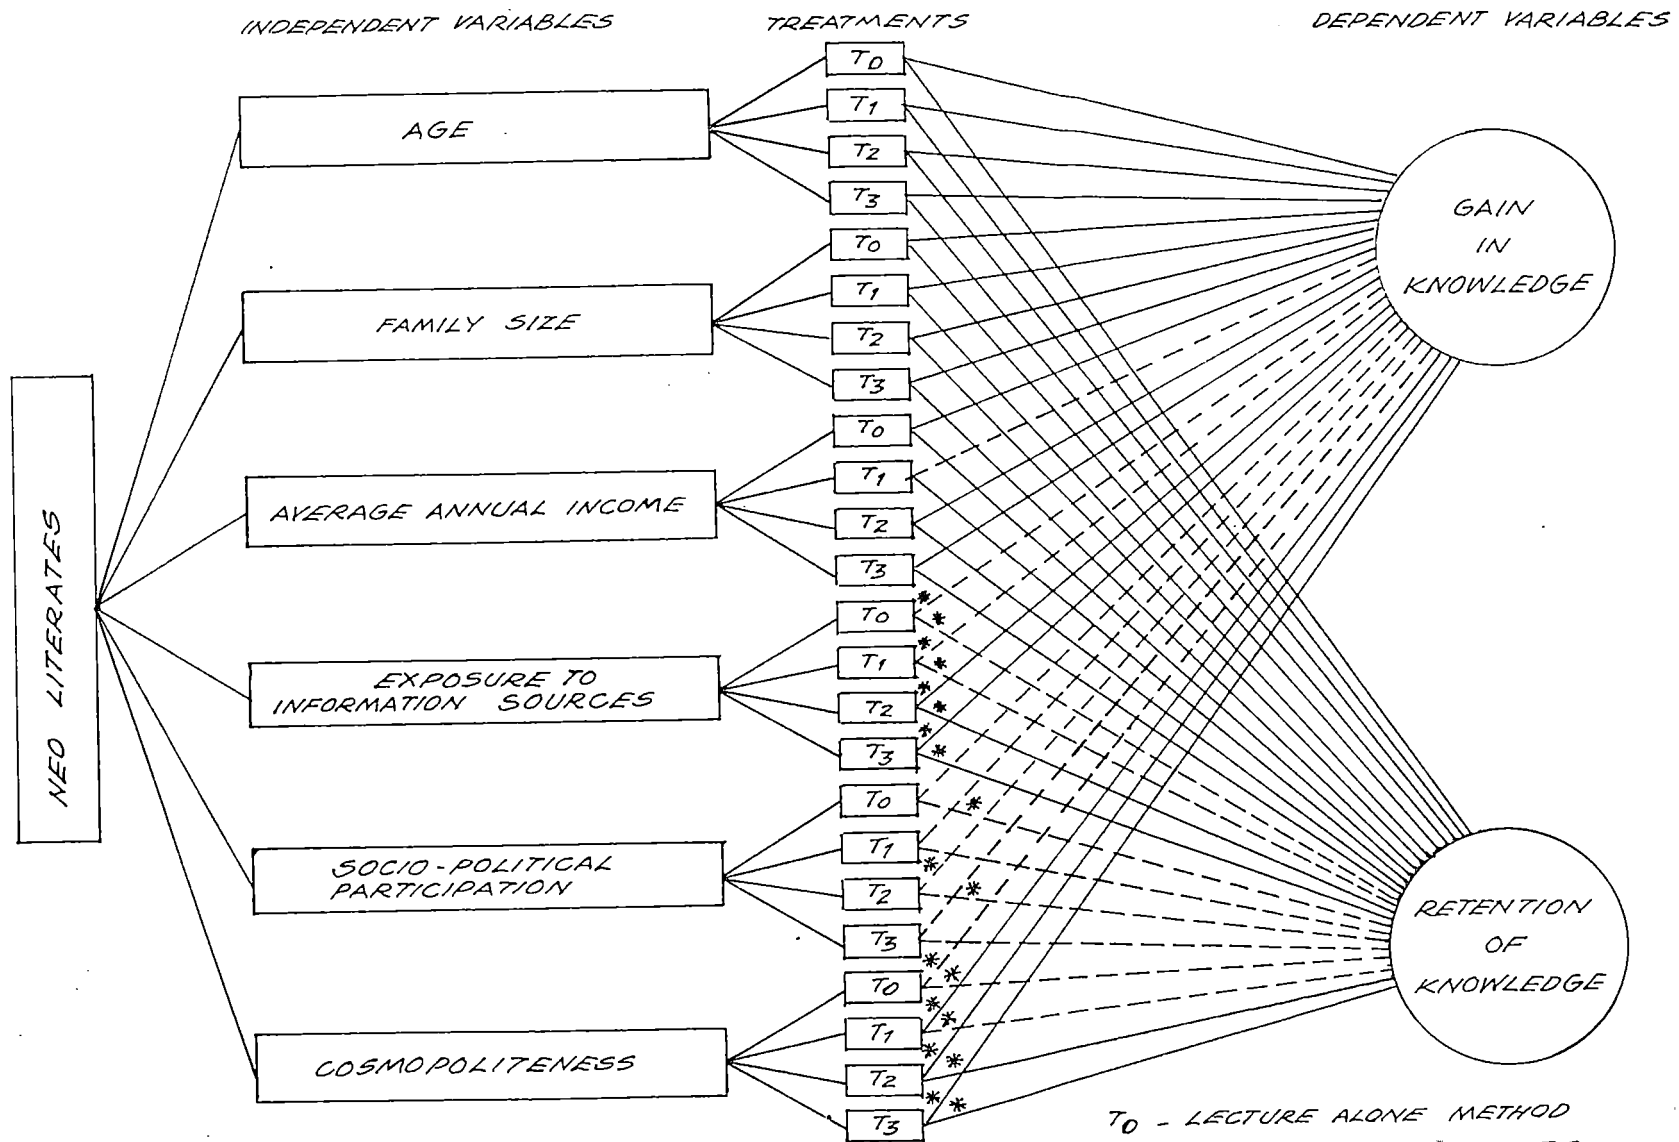 INDEPENDENT VARIABLES
TREATMENTS
DEPENDENT VARIABLES
NEO LITERATES
AGE
T0
T1
T2
T3
FAMILY SIZE
T0
T1
T2
T3
AVERAGE ANNUAL INCOME
T0
T1
T2
T3
EXPOSURE TO
INFORMATION SOURCES
T0
**
T1
**
T2
**
T3
**
SOCIO-POLITICAL
PARTICIPATION
T0
*
T1
*
T2
*
T3
COSMOPOLITENESS
T0
**
T1
**
T2
**
T3
**
GAIN
IN
KNOWLEDGE
RETENTION
OF
KNOWLEDGE
T0 - LECTURE ALONE METHOD